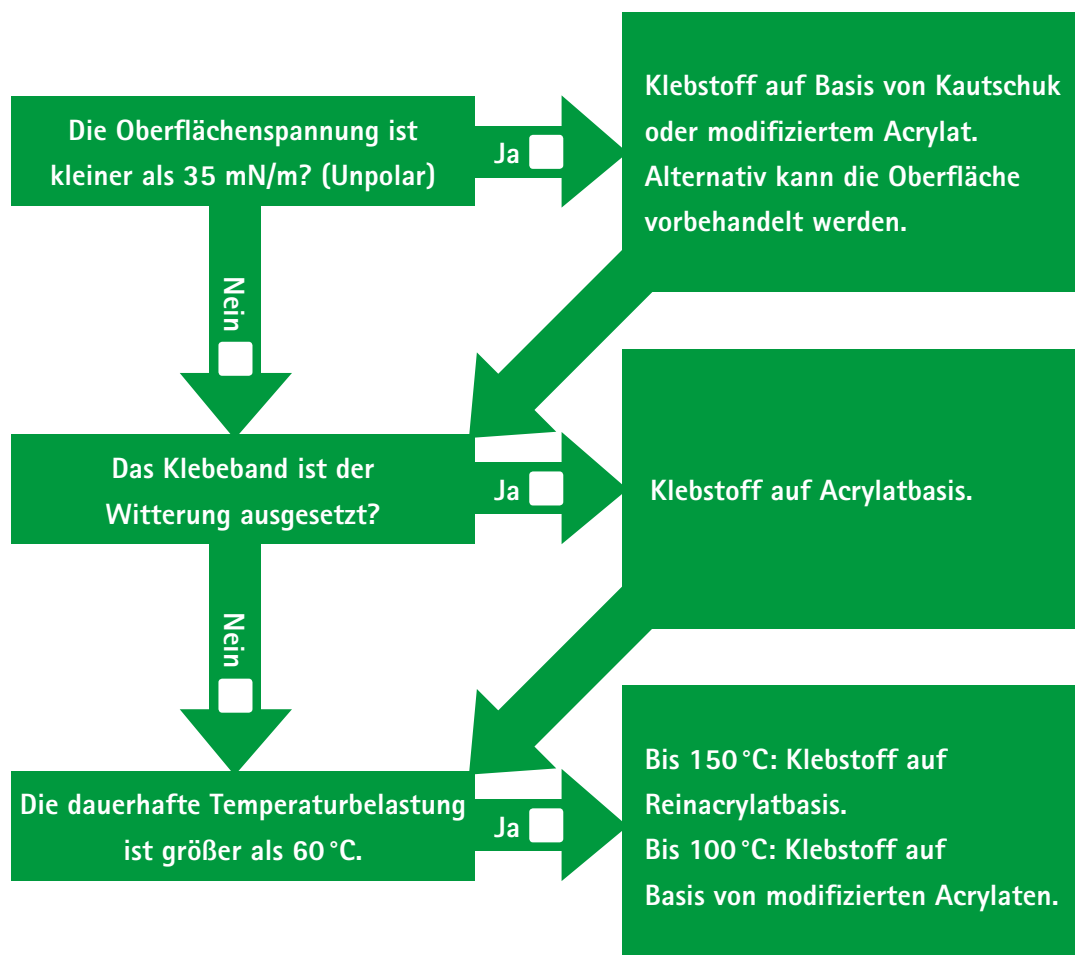 Die Oberflächenspannung ist
kleiner als 35 mN/m? (Unpolar)
Ja
Klebstoff auf Basis von Kautschuk
oder modifiziertem Acrylat.
Alternativ kann die Oberfläche
vorbehandelt werden.
Nein
Das Klebeband ist der
Witterung ausgesetzt?
Ja
Klebstoff auf Acrylatbasis.
Nein
Die dauerhafte Temperaturbelastung
ist größer als 60 °C.
Ja
Bis 150 °C: Klebstoff auf
Reinacrylatbasis.
Bis 100 °C: Klebstoff auf
Basis von modifizierten Acrylaten.